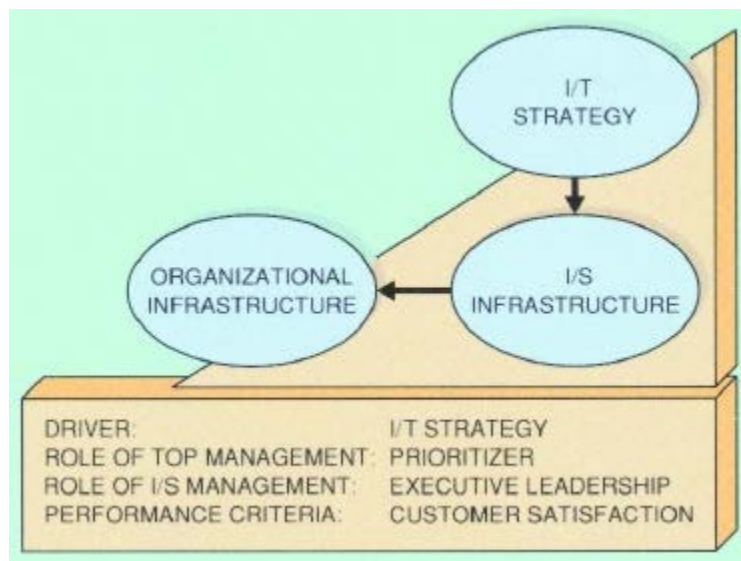 I/T
STRATEGY
ORGANIZATIONAL
INFRASTRUCTURE
I/S
INFRASTRUCTURE
DRIVER: I/T STRATEGY
ROLE OF TOP MANAGEMENT: PRIORITIZER
ROLE OF I/S MANAGEMENT: EXECUTIVE LEADERSHIP
PERFORMANCE CRITERIA: CUSTOMER SATISFACTION